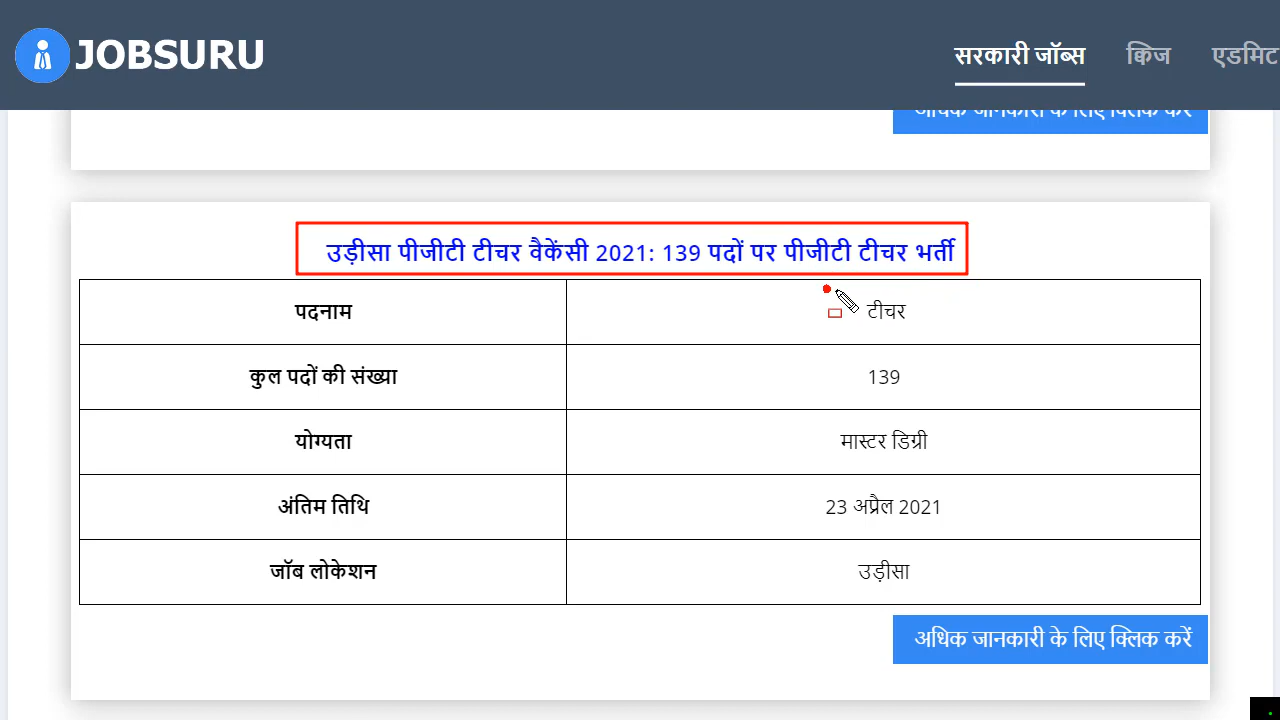 JOBSURU
सरकारी जॉब्स क्विज एडमिट
अधिक जानकारी के लिए क्लिक करें
उड़ीसा पीजीटी टीचर वैकेंसी 2021: 139 पदों पर पीजीटी टीचर भर्ती
पदनाम टीचर
कुल पदों की संख्या 139
योग्यता मास्टर डिग्री
अंतिम तिथि 23 अप्रैल 2021
जॉब लोकेशन उड़ीसा
अधिक जानकारी के लिए क्लिक करें